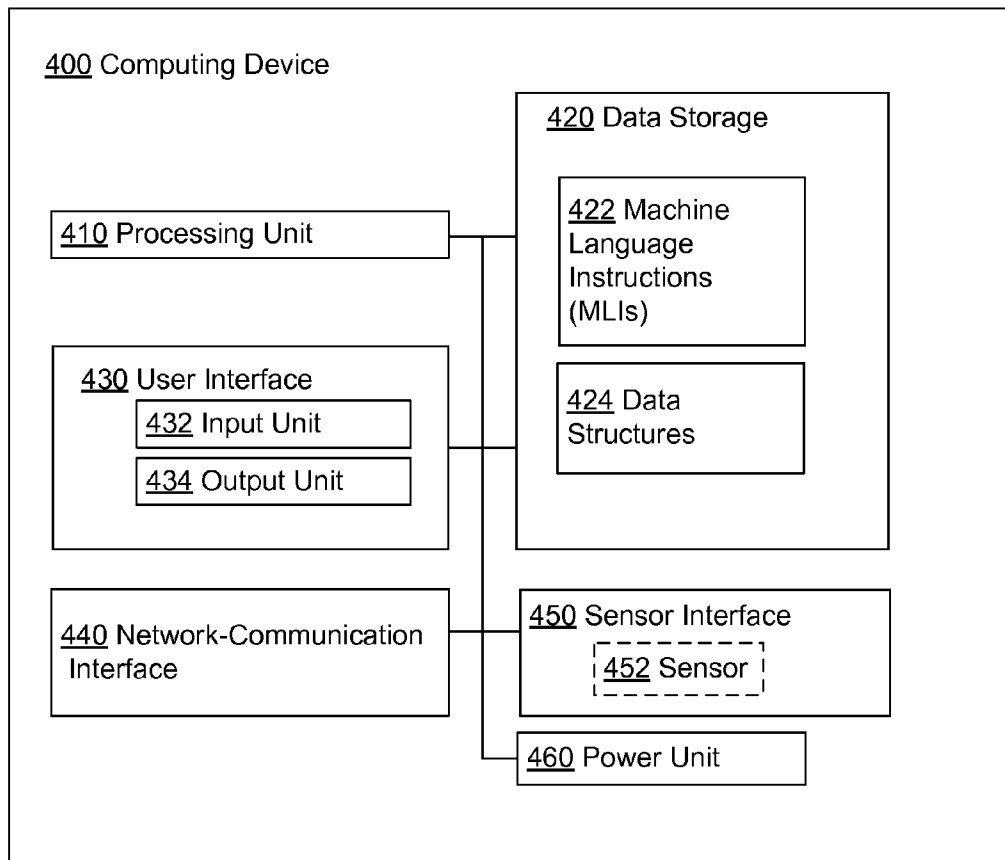 400 Computing Device
420 Data Storage
422 Machine
Language
Instructions
(MLIs)
424 Data
Structures
410 Processing Unit
430 User Interface
432 Input Unit
434 Output Unit
440 Network-Communication
Interface
450 Sensor Interface
452 Sensor
460 Power Unit